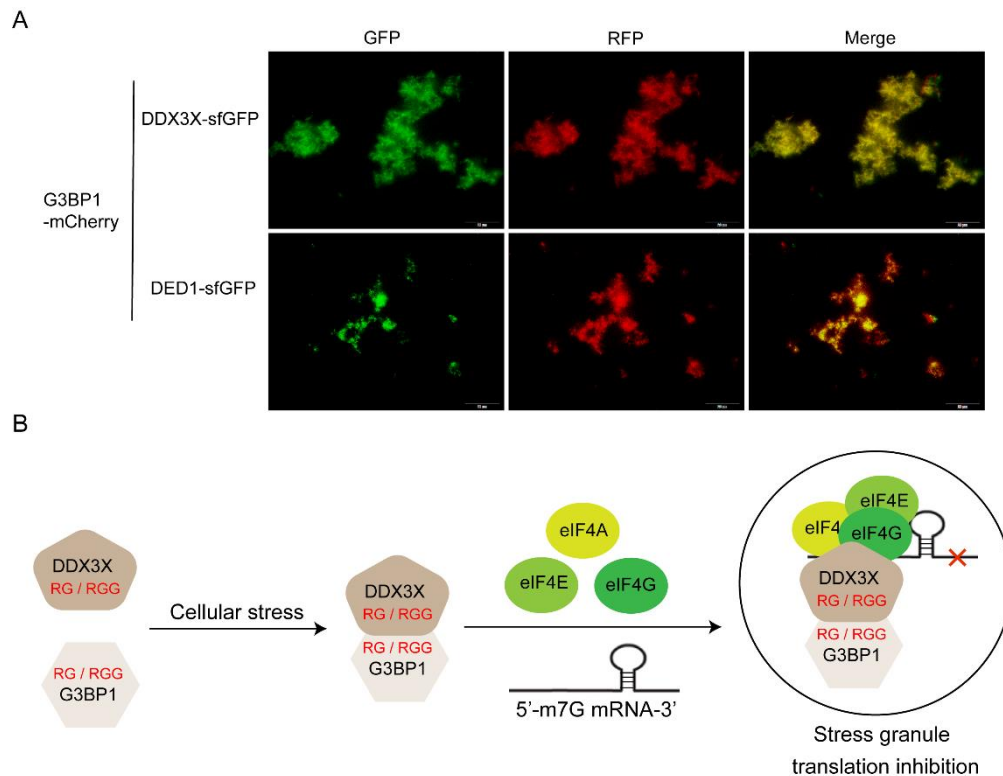 A
GFP
RFP
Merge
DDX3X-sfGFP
G3BP1
-mCherry
DED1-sfGFP
B
DDX3X
RG / RGG
RG / RGG
G3BP1
Cellular stress
DDX3X
RG / RGG
RG / RGG
G3BP1
eIF4A
eIF4E
eIF4G
5’-m7G mRNA-3’
eIF4E
eIF4
eIF4G
DDX3X
RG / RGG
RG / RGG
G3BP1
Stress granule
translation inhibition